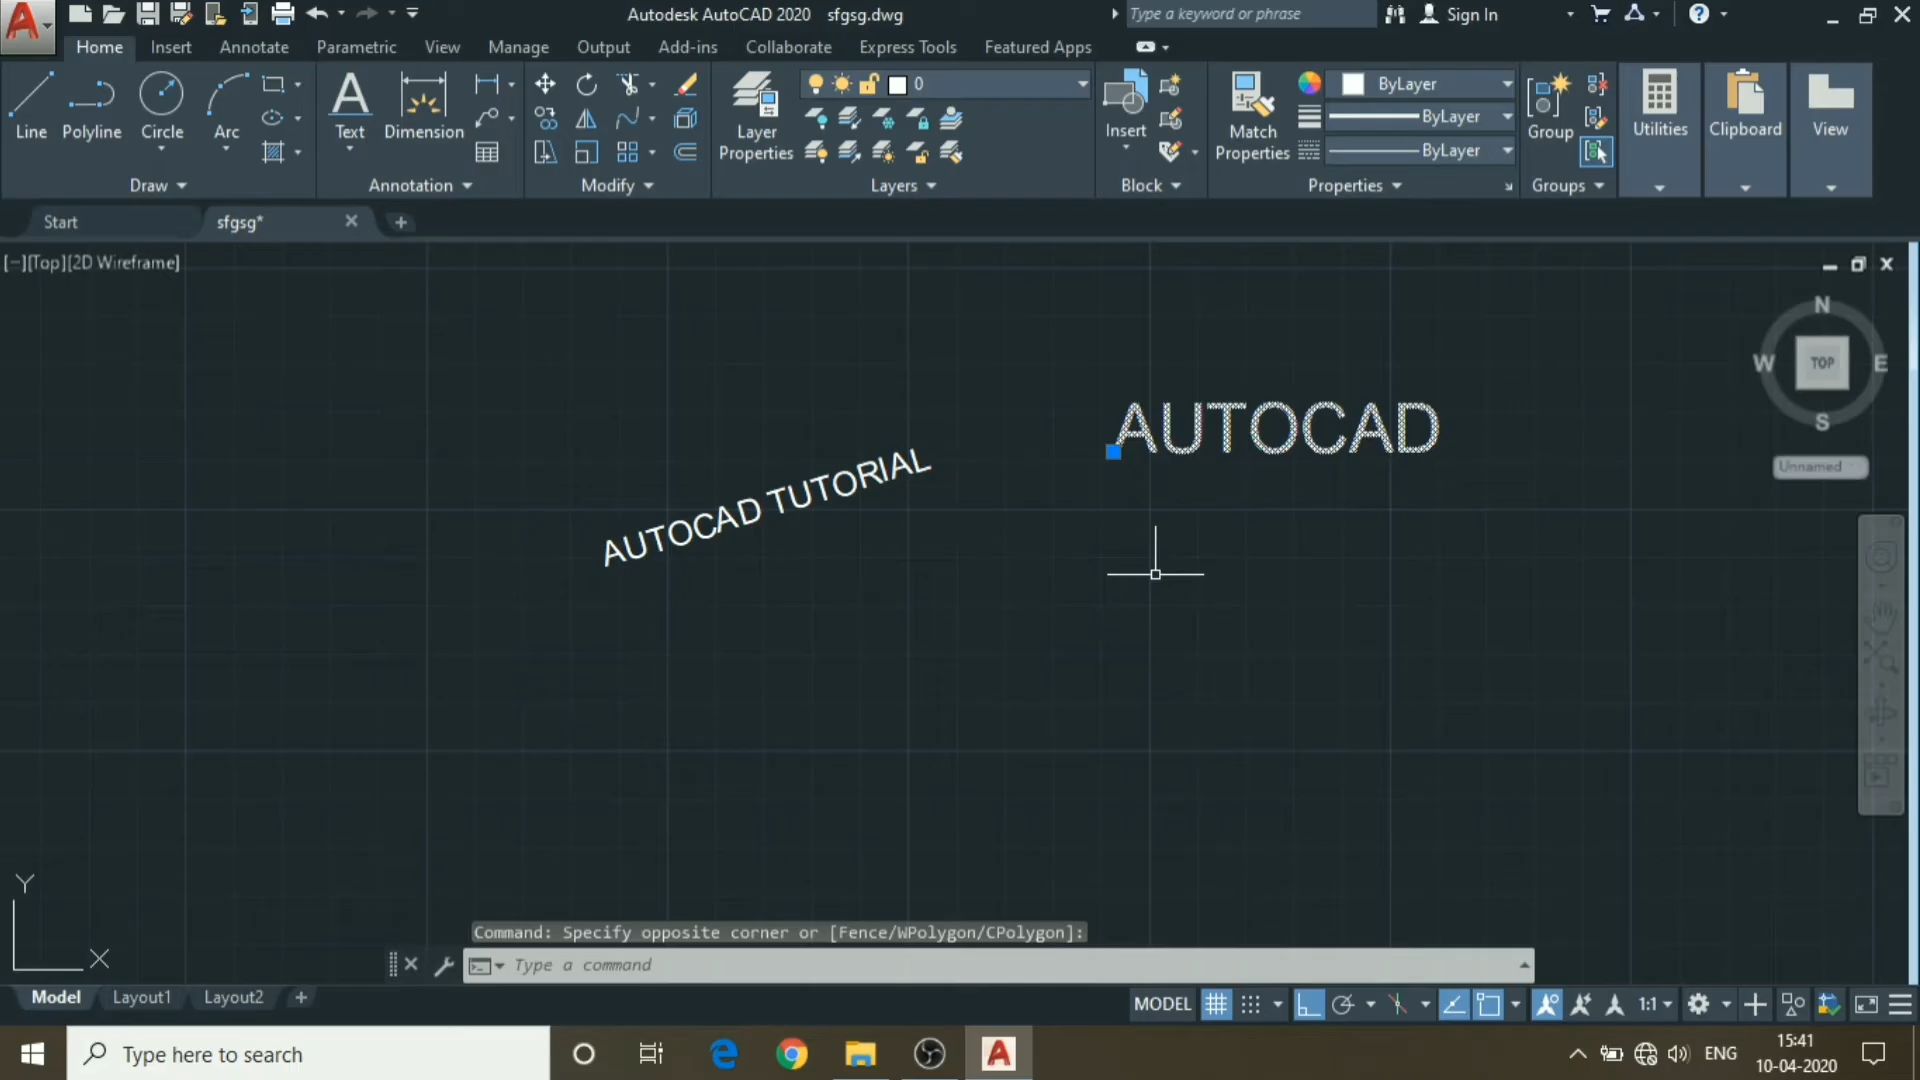 Autodesk AutoCAD 2020 sfgsg.dwg
Type a keyword or phrase
Sign In
Home Insert Annotate Parametric View Manage Output Add-ins Collaborate Express Tools Featured Apps
0
ByLayer
ByLayer
ByLayer
Line Polyline Circle Arc
Text Dimension
Layer Properties
Insert
Match Properties
Group
Utilities Clipboard View
Draw Annotation Modify Layers Block Properties Groups
Start sfgsg*
[−][Top][2D Wireframe]
N
W TOP E
S
Unnamed
AUTOCAD
AUTOCAD TUTORIAL
Y
X
Command: Specify opposite corner or [Fence/WPolygon/CPolygon]:
Type a command
Model Layout1 Layout2
MODEL 1:1
Type here to search
ENG
15:41
10-04-2020